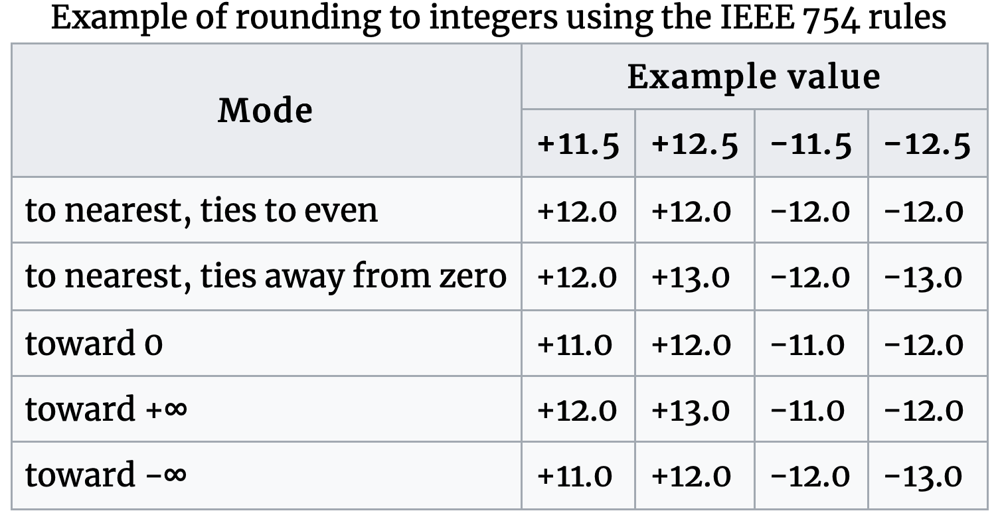 Example of rounding to integers using the IEEE 754 rules
Mode
Example value
+11.5 +12.5 −11.5 −12.5
to nearest, ties to even +12.0 +12.0 −12.0 −12.0
to nearest, ties away from zero +12.0 +13.0 −12.0 −13.0
toward 0 +11.0 +12.0 −11.0 −12.0
toward +∞ +12.0 +13.0 −11.0 −12.0
toward −∞ +11.0 +12.0 −12.0 −13.0